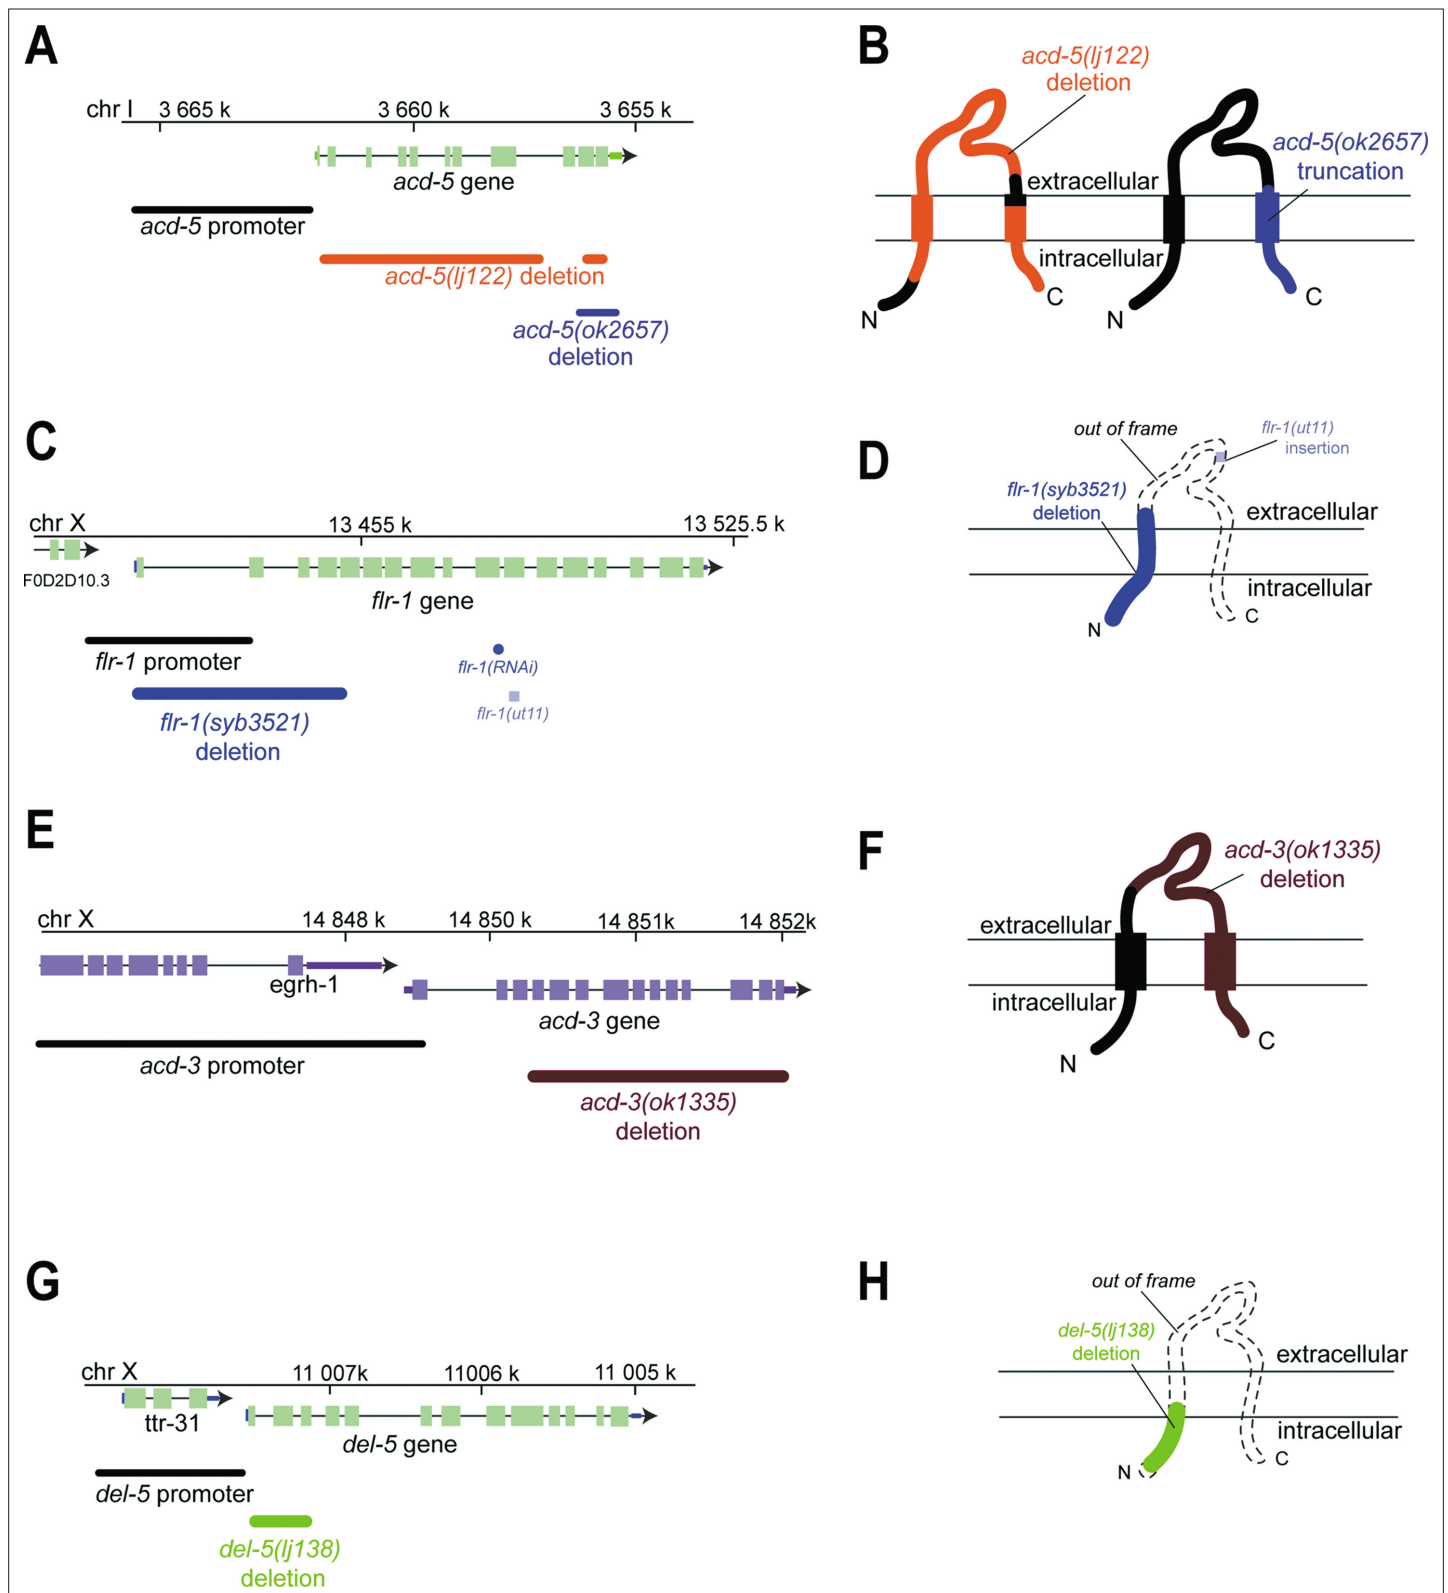 A
chr I
3 665 k
3 660 k
3 655 k
acd-5 gene
acd-5 promoter
acd-5(lj122) deletion
acd-5(ok2657)
deletion
B
acd-5(lj122)
deletion
acd-5(ok2657)
truncation
extracellular
intracellular
N
C
N
C
C
chr X
13 455 k
13 525.5 k
F0D2D10.3
flr-1 gene
flr-1 promoter
flr-1(RNAi)
flr-1(syb3521)
deletion
flr-1(ut11)
D
out of frame
flr-1(ut11)
insertion
flr-1(syb3521)
deletion
extracellular
intracellular
N
C
E
chr X
14 848 k
14 850 k
14 851k
14 852k
egrh-1
acd-3 gene
acd-3 promoter
acd-3(ok1335)
deletion
F
acd-3(ok1335)
deletion
extracellular
intracellular
N
C
G
chr X
11 007k
11006 k
11 005 k
ttr-31
del-5 gene
del-5 promoter
del-5(lj138)
deletion
H
out of frame
del-5(lj138)
deletion
extracellular
intracellular
N
C